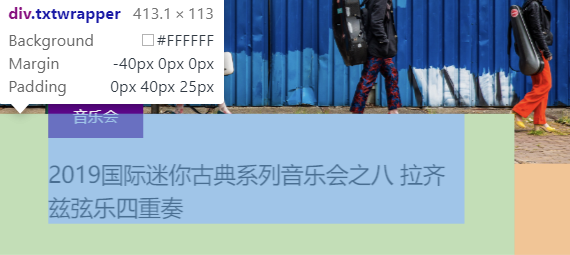 div.txtwrapper 413.1 × 113
Background #FFFFFF
Margin -40px 0px 0px
Padding 0px 40px 25px
音乐会
2019国际迷你古典系列音乐会之八 拉齐
兹弦乐四重奏